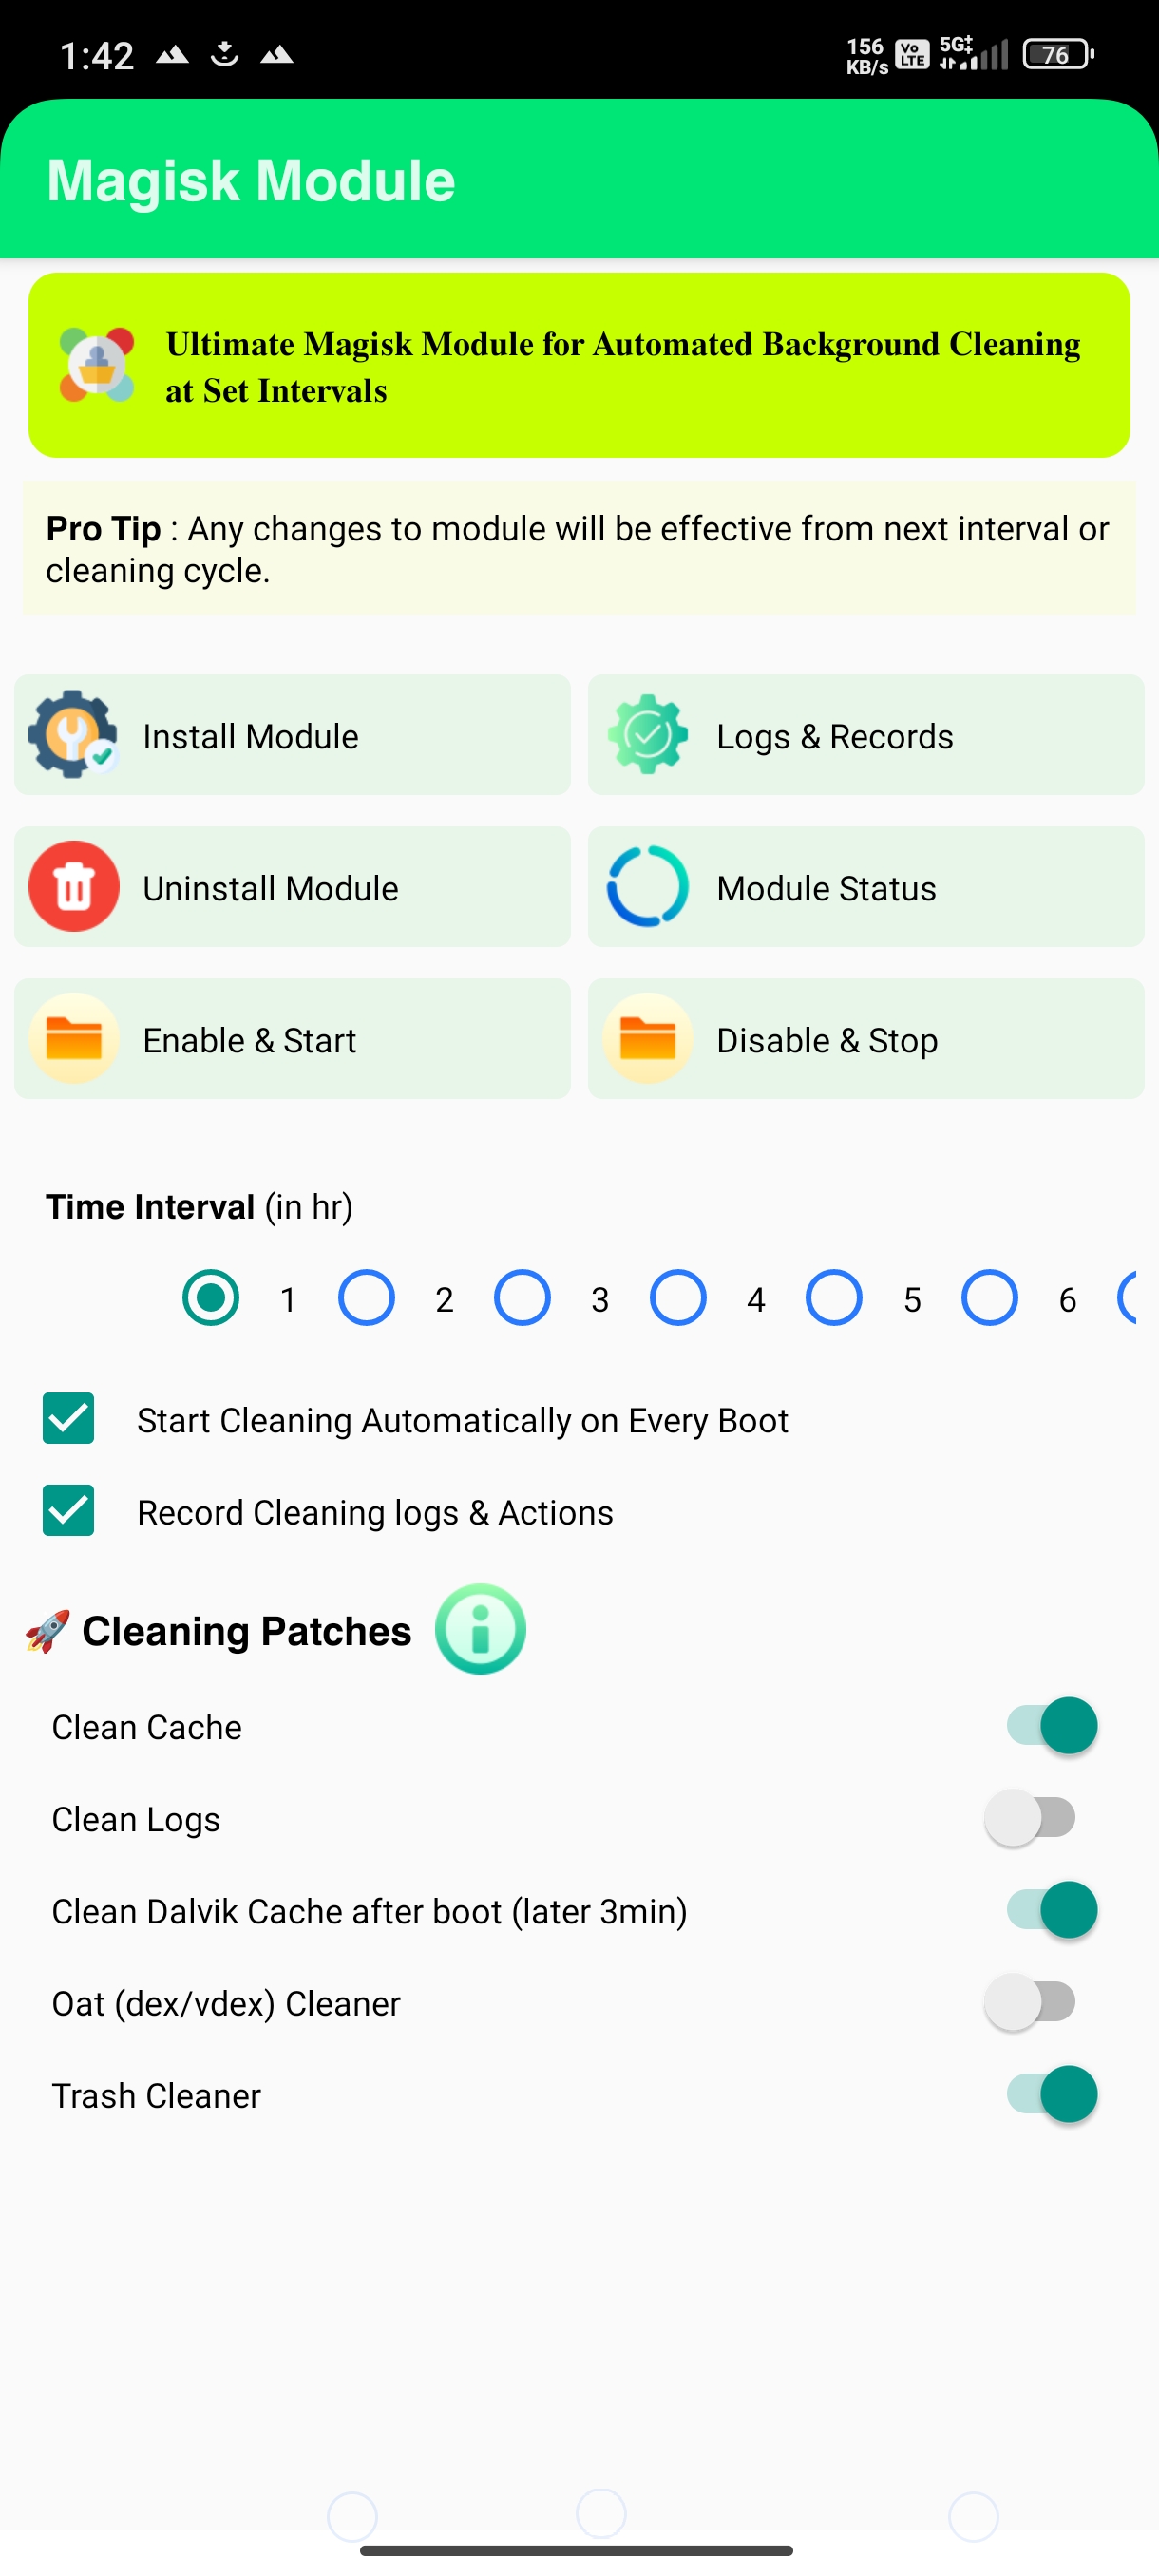 1:42
156 KB/s
Vo LTE
5G
76
Magisk Module
Ultimate Magisk Module for Automated Background Cleaning
at Set Intervals
Pro Tip : Any changes to module will be effective from next interval or
cleaning cycle.
Install Module
Logs & Records
Uninstall Module
Module Status
Enable & Start
Disable & Stop
Time Interval (in hr)
1 2 3 4 5 6
Start Cleaning Automatically on Every Boot
Record Cleaning logs & Actions
🚀 Cleaning Patches
Clean Cache
Clean Logs
Clean Dalvik Cache after boot (later 3min)
Oat (dex/vdex) Cleaner
Trash Cleaner